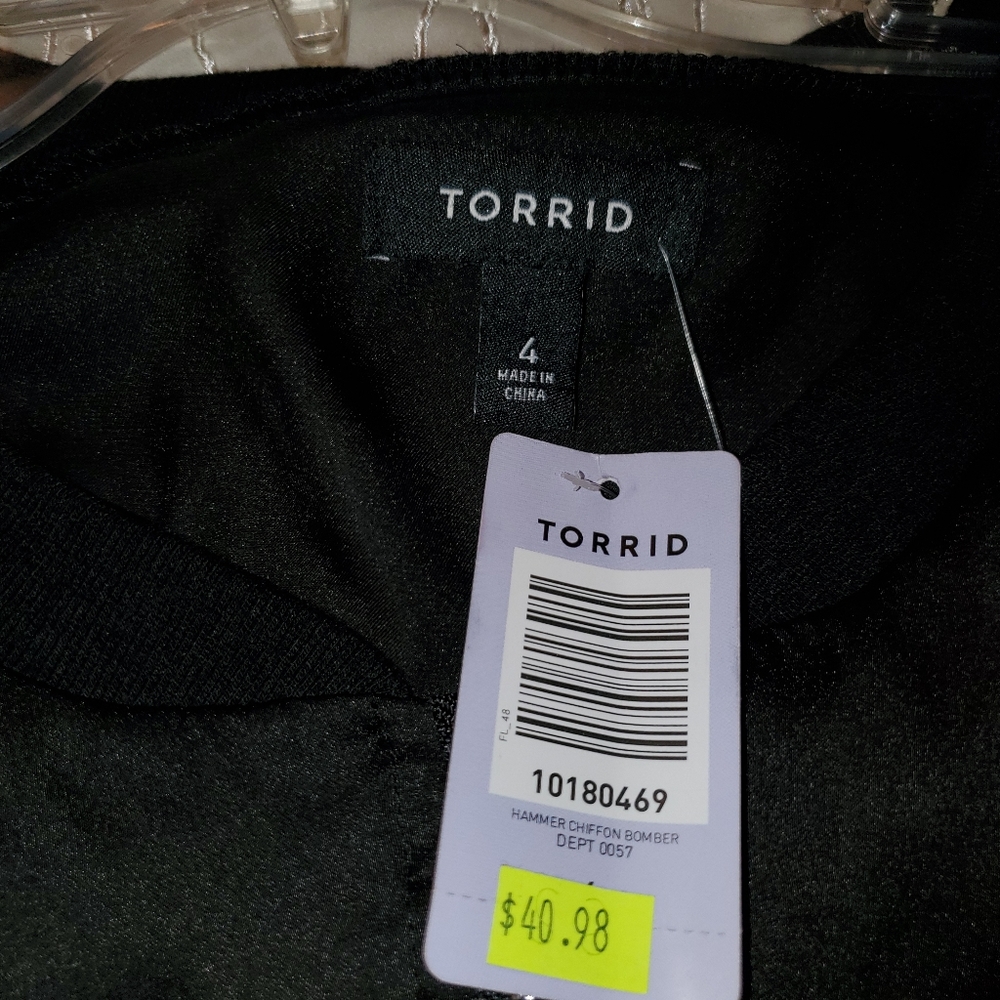 TORRID
4
MADE IN
CHINA
TORRID
FL_48
10180469
HAMMER CHIFFON BOMBER
DEPT 0057
$40.98